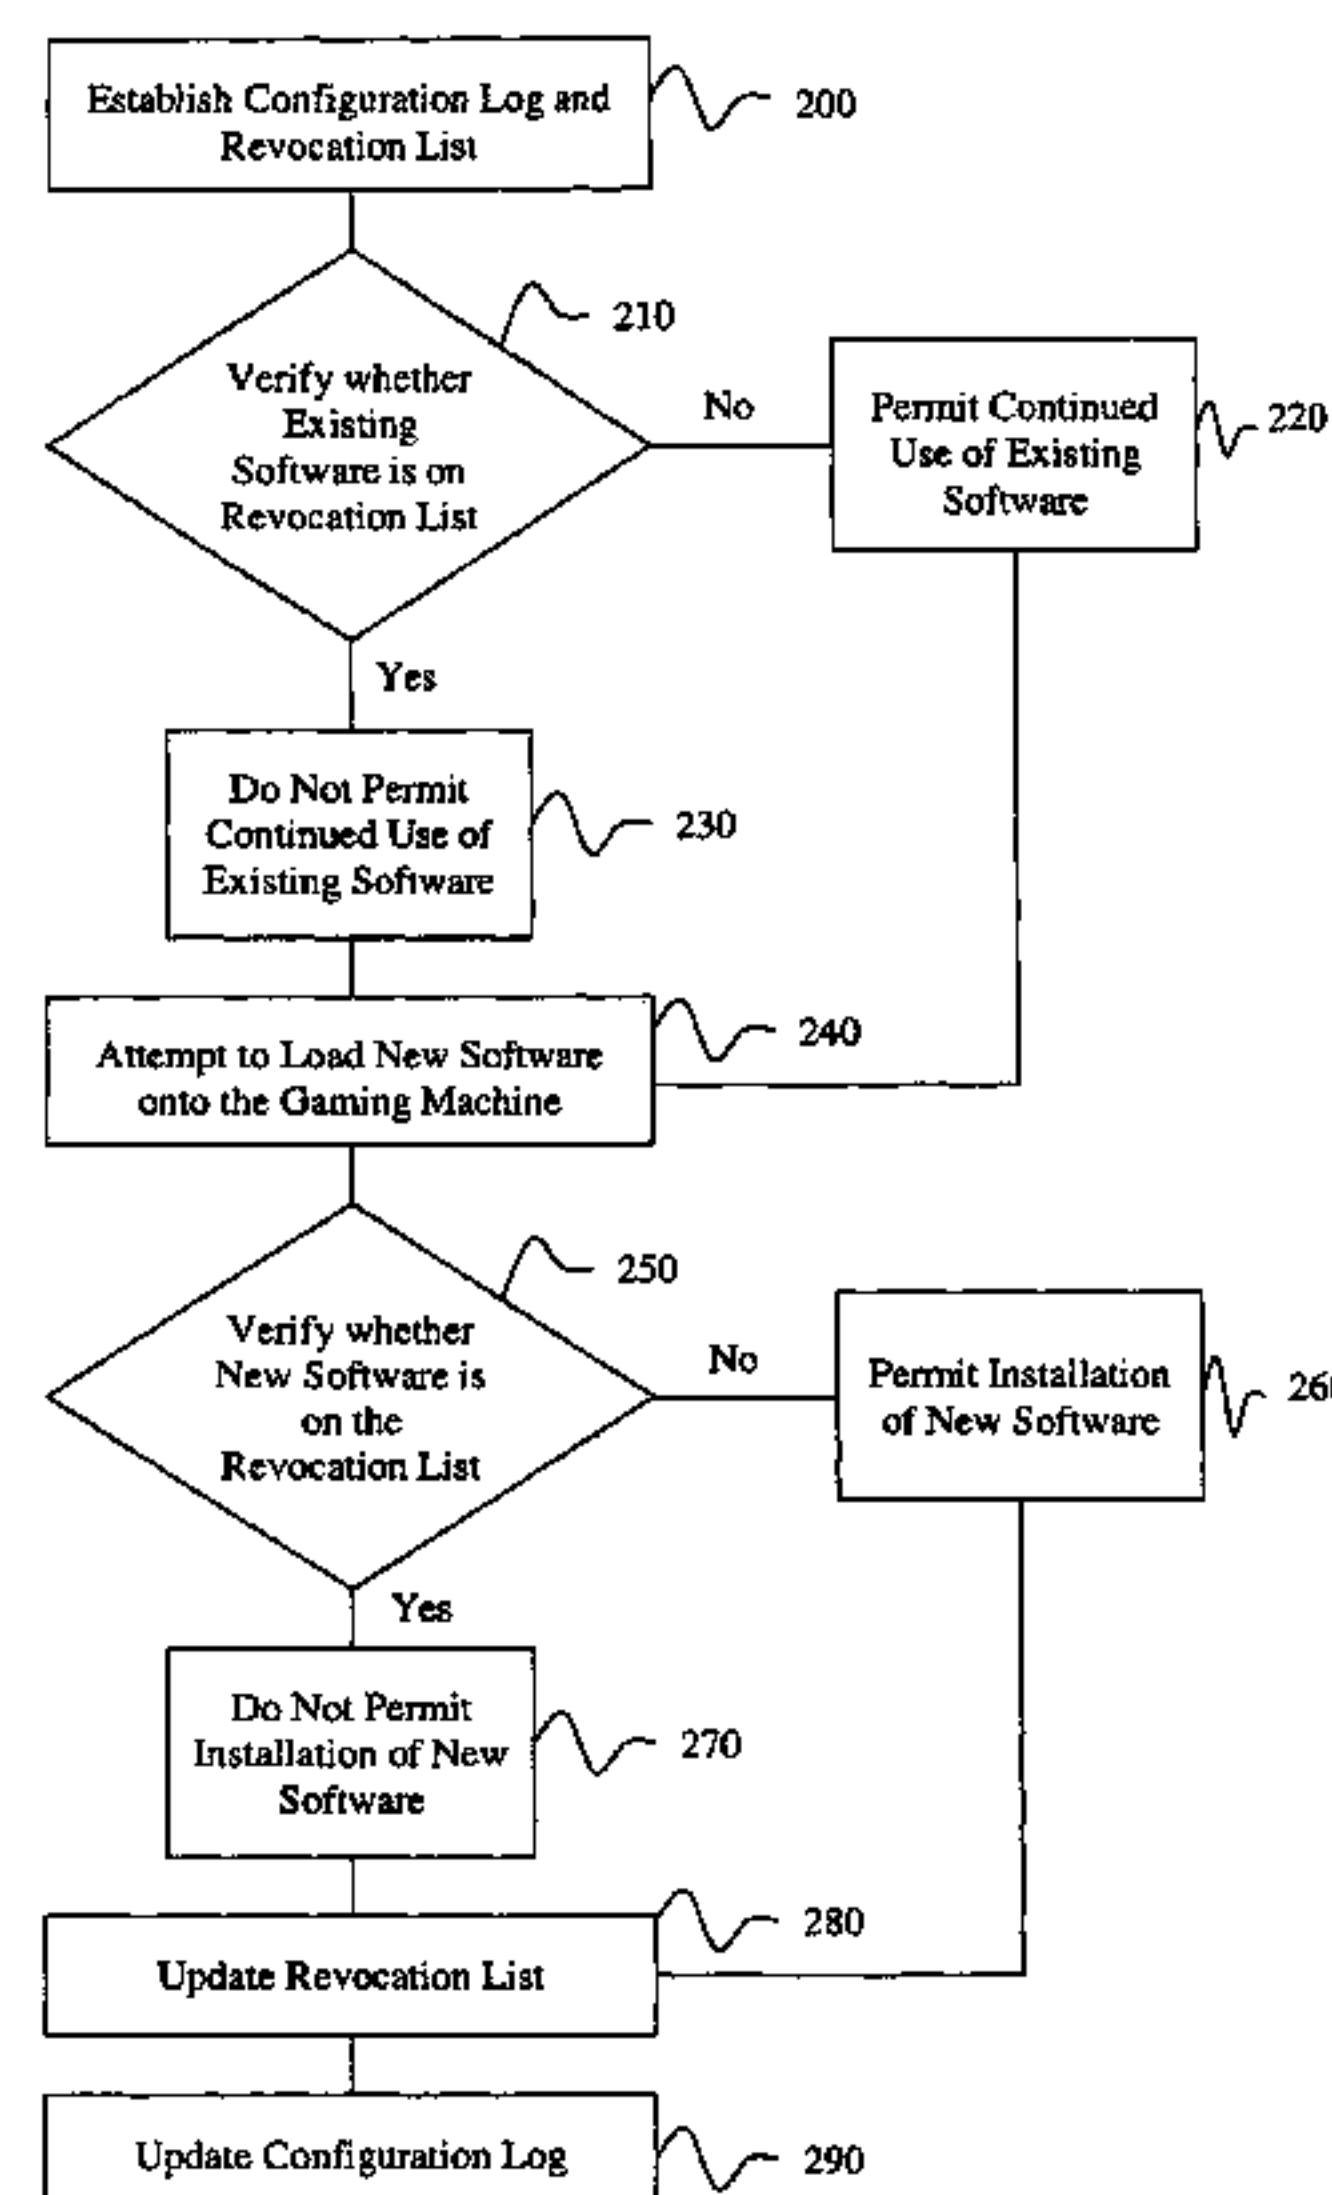 Establish Configuration Log and
Revocation List
200
210
Verify whether
Existing
Software is on
Revocation List
No
Permit Continued
Use of Existing
Software
220
Yes
Do Not Permit
Continued Use of
Existing Software
230
Attempt to Load New Software
onto the Gaming Machine
240
250
Verify whether
New Software is
on the
Revocation List
No
Permit Installation
of New Software
Yes
Do Not Permit
Installation of New
Software
270
Update Revocation List
280
Update Configuration Log
290